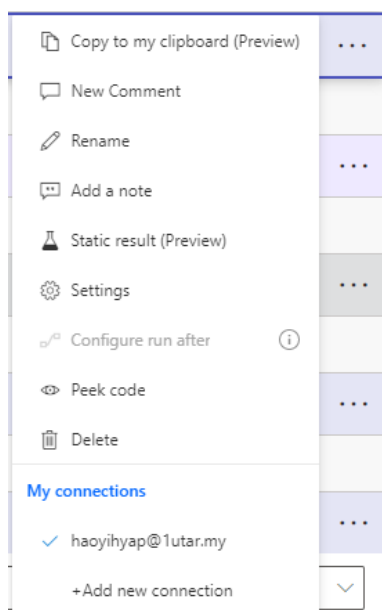 Copy to my clipboard (Preview)
New Comment
Rename
Add a note
Static result (Preview)
Settings
Configure run after
Peek code
Delete
My connections
haoyihyap@1utar.my
+Add new connection